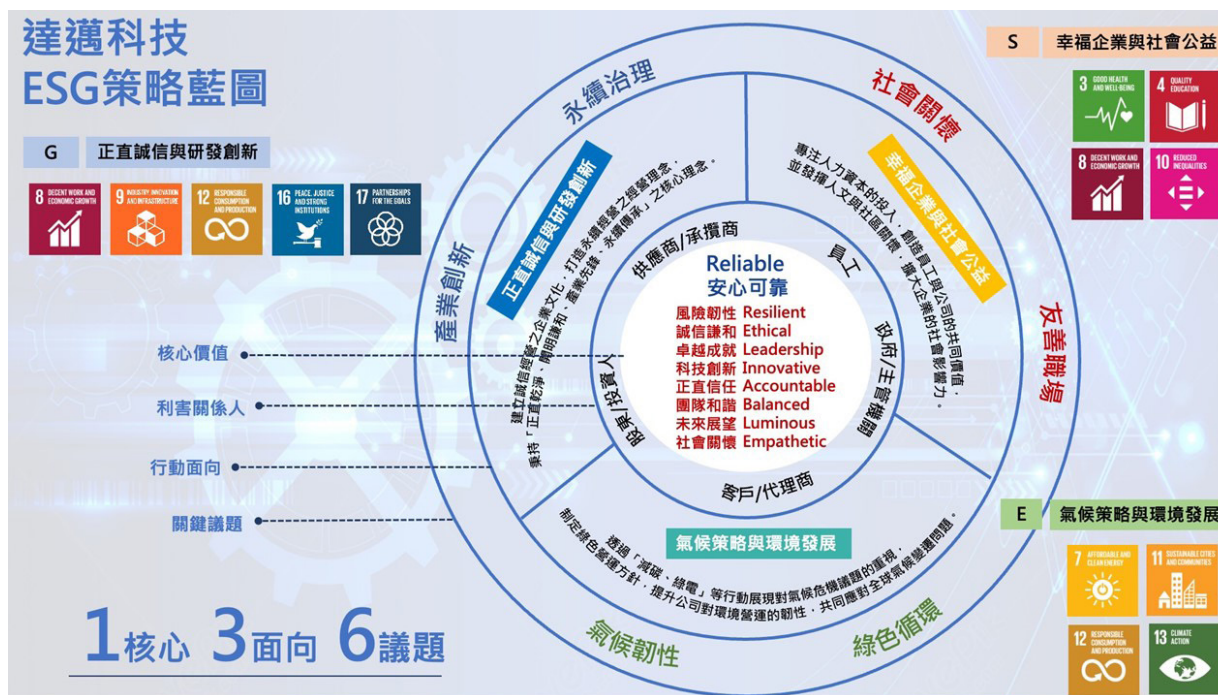 達邁科技
ESG策略藍圖
G 正直誠信與研發創新
8 DECENT WORK AND ECONOMIC GROWTH
9 INDUSTRY, INNOVATION AND INFRASTRUCTURE
12 RESPONSIBLE CONSUMPTION AND PRODUCTION
16 PEACE, JUSTICE AND STRONG INSTITUTIONS
17 PARTNERSHIPS FOR THE GOALS
S 幸福企業與社會公益
3 GOOD HEALTH AND WELL-BEING
4 QUALITY EDUCATION
8 DECENT WORK AND ECONOMIC GROWTH
10 REDUCED INEQUALITIES
永續治理
產業創新
社會關懷
友善職場
氣候韌性
綠色循環
正直誠信與研發創新
建立誠信經營之企業文化，打造永續經營之經營理念，
秉持「正直乾淨、開明謙和、產業先鋒、永續傳承」之核心理念。
幸福企業與社會公益
專注人力資本的投入，創造員工與公司的共同價值，
並發揮人文與社區關懷，擴大企業的社會影響力。
氣候策略與環境發展
透過「減碳、綠電」等行動展現對氣候危機議題的重視，
制定綠色營運方針，提升公司對環境營運的韌性，共同應對全球氣候變遷問題。
供應商/承攬商
員工
政府/主管機關
客戶/代理商
股東/投資人
Reliable
安心可靠
風險韌性 Resilient
誠信謙和 Ethical
卓越成就 Leadership
科技創新 Innovative
正直信任 Accountable
團隊和諧 Balanced
未來展望 Luminous
社會關懷 Empathetic
核心價值
利害關係人
行動面向
關鍵議題
1核心 3面向 6議題
E 氣候策略與環境發展
7 AFFORDABLE AND CLEAN ENERGY
11 SUSTAINABLE CITIES AND COMMUNITIES
12 RESPONSIBLE CONSUMPTION AND PRODUCTION
13 CLIMATE ACTION